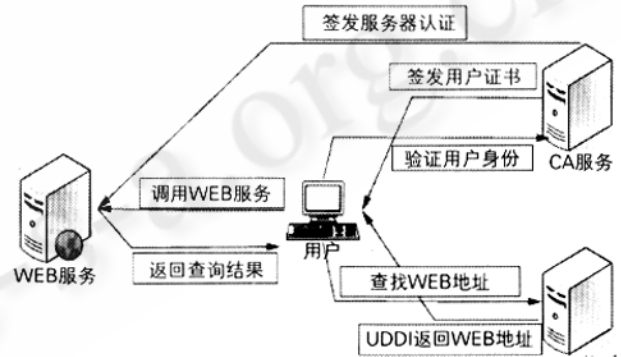 签发服务器认证
签发用户证书
验证用户身份
CA服务
调用WEB服务
用户
返回查询结果
WEB服务
查找WEB地址
UDDI返回WEB地址